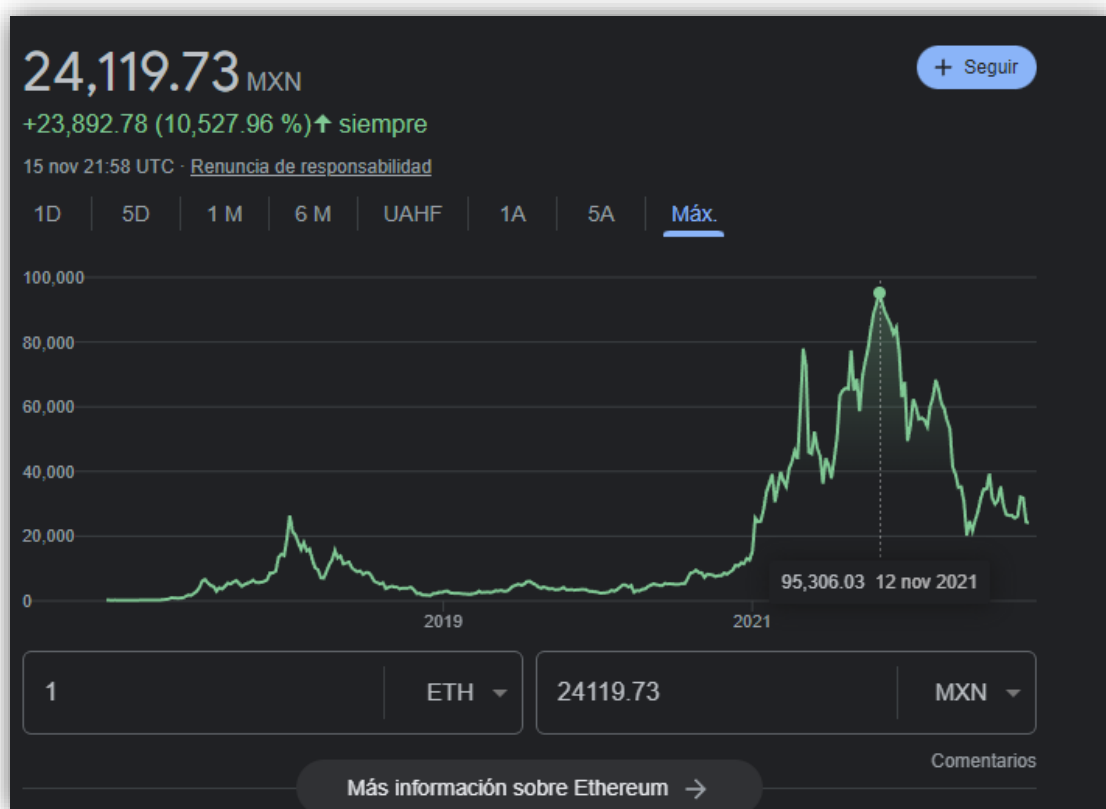 24,119.73 MXN
+ Seguir
+23,892.78 (10,527.96 %)↑ siempre
15 nov 21:58 UTC · Renuncia de responsabilidad
1D 5D 1 M 6 M UAHF 1A 5A Máx.
100,000
80,000
60,000
40,000
20,000
0
95,306.03 12 nov 2021
2019 2021
1 ETH 24119.73 MXN
Comentarios
Más información sobre Ethereum →